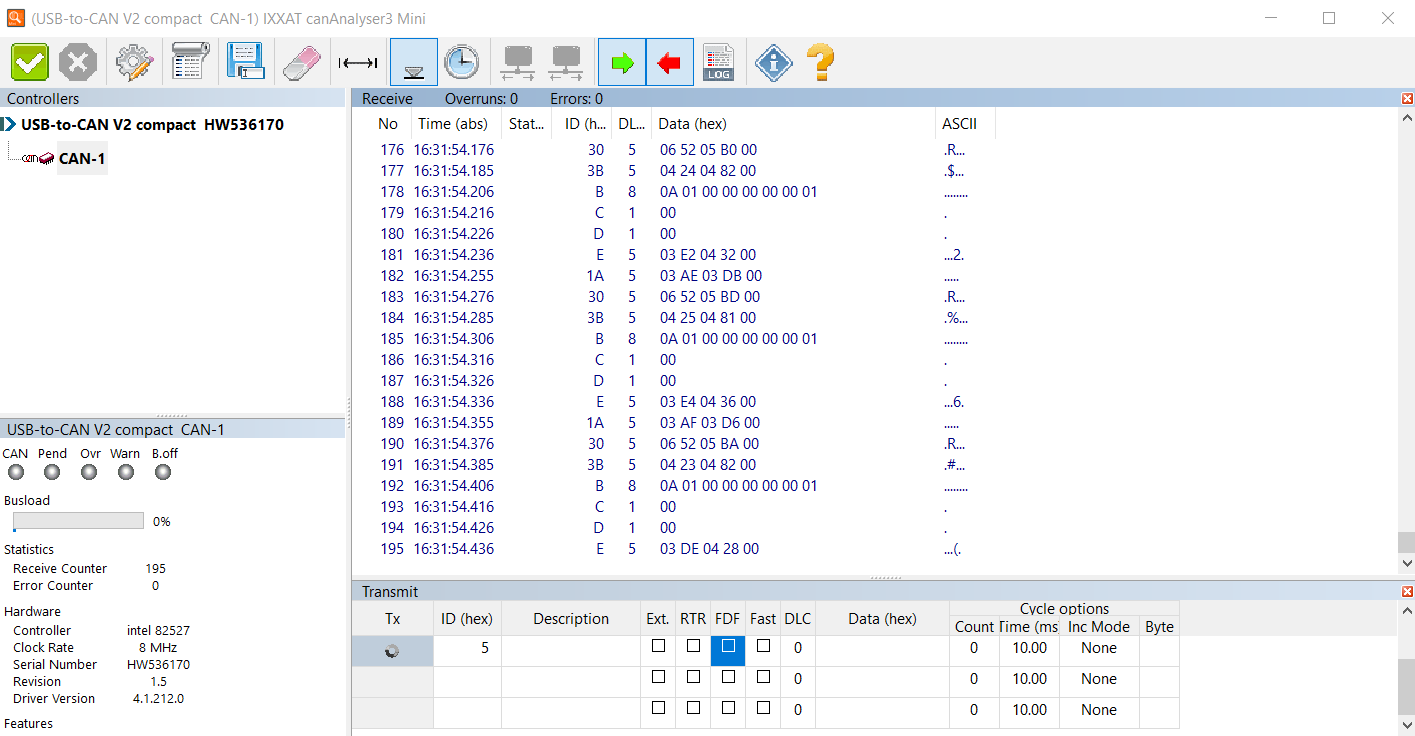 (USB-to-CAN V2 compact  CAN-1) IXXAT canAnalyser3 Mini
LOG
Controllers
USB-to-CAN V2 compact  HW536170
can CAN-1
USB-to-CAN V2 compact  CAN-1
CAN Pend Ovr Warn B.off
Busload
0%
Statistics
Receive Counter 195
Error Counter 0
Hardware
Controller intel 82527
Clock Rate 8 MHz
Serial Number HW536170
Revision 1.5
Driver Version 4.1.212.0
Features
Receive Overruns: 0 Errors: 0
No Time (abs) Stat... ID (h... DL... Data (hex) ASCII
176 16:31:54.176 30 5 06 52 05 B0 00 .R...
177 16:31:54.185 3B 5 04 24 04 82 00 .$...
178 16:31:54.206 B 8 0A 01 00 00 00 00 00 01 ........
179 16:31:54.216 C 1 00 .
180 16:31:54.226 D 1 00 .
181 16:31:54.236 E 5 03 E2 04 32 00 ...2.
182 16:31:54.255 1A 5 03 AE 03 DB 00 .....
183 16:31:54.276 30 5 06 52 05 BD 00 .R...
184 16:31:54.285 3B 5 04 25 04 81 00 .%...
185 16:31:54.306 B 8 0A 01 00 00 00 00 00 01 ........
186 16:31:54.316 C 1 00 .
187 16:31:54.326 D 1 00 .
188 16:31:54.336 E 5 03 E4 04 36 00 ...6.
189 16:31:54.355 1A 5 03 AF 03 D6 00 .....
190 16:31:54.376 30 5 06 52 05 BA 00 .R...
191 16:31:54.385 3B 5 04 23 04 82 00 .#...
192 16:31:54.406 B 8 0A 01 00 00 00 00 00 01 ........
193 16:31:54.416 C 1 00 .
194 16:31:54.426 D 1 00 .
195 16:31:54.436 E 5 03 DE 04 28 00 ...(.
Transmit
Cycle options
Tx ID (hex) Description Ext. RTR FDF Fast DLC Data (hex) Count Time (ms) Inc Mode Byte
5 0 0 10.00 None
0 0 10.00 None
0 0 10.00 None